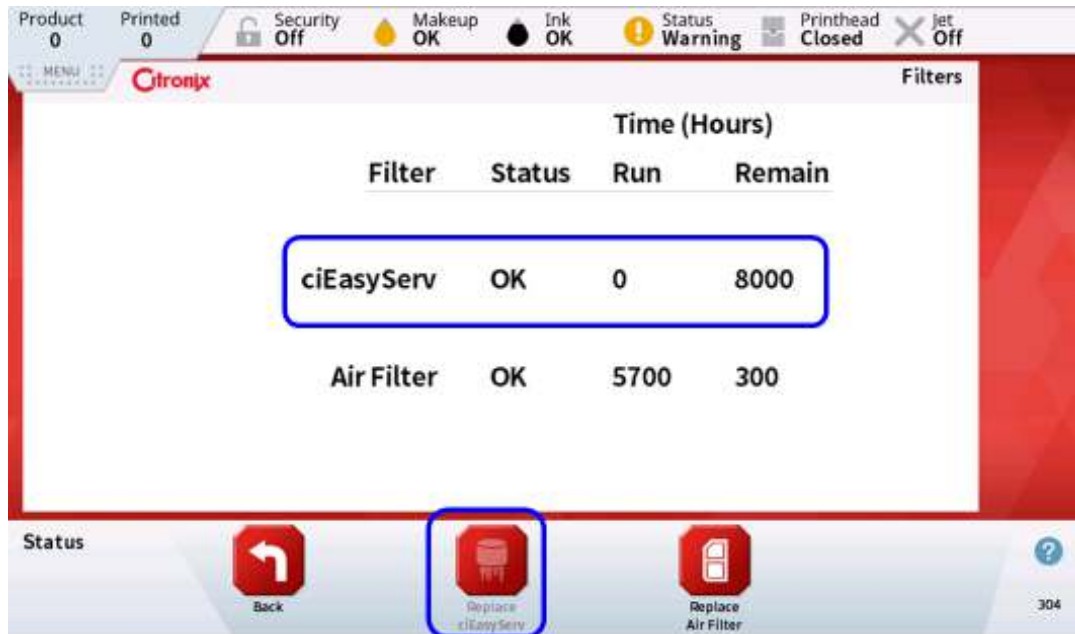 Product Printed Security Makeup Ink Status Printhead Jet
0 0 Off OK OK Warning Closed Off
MENU Citronix Filters
Time (Hours)
Filter Status Run Remain
ciEasyServ OK 0 8000
Air Filter OK 5700 300
Status
Back
Replace
ciEasyServ
Replace
Air Filter
?
304